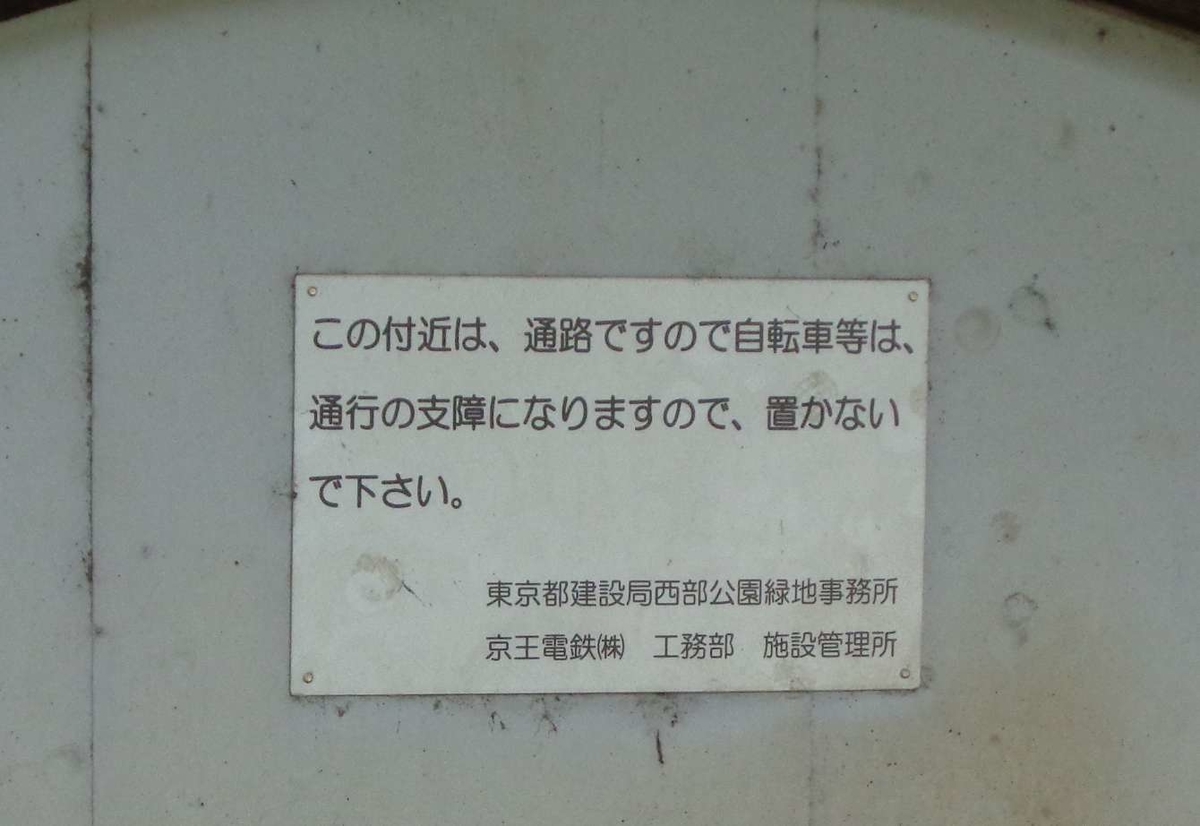 この付近は、通路ですので自転車等は、
通行の支障になりますので、置かない
で下さい。
東京都建設局西部公園緑地事務所
京王電鉄㈱　工務部　施設管理所